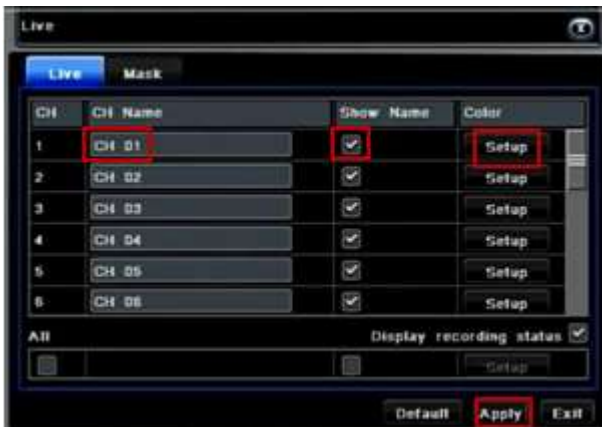 Live
Live Mask
CH CH Name Show Name Color
1 CH 01 Setup
2 CH 02 Setup
3 CH 03 Setup
4 CH 04 Setup
5 CH 05 Setup
6 CH 06 Setup
All Display recording status
Setup
Default Apply Exit